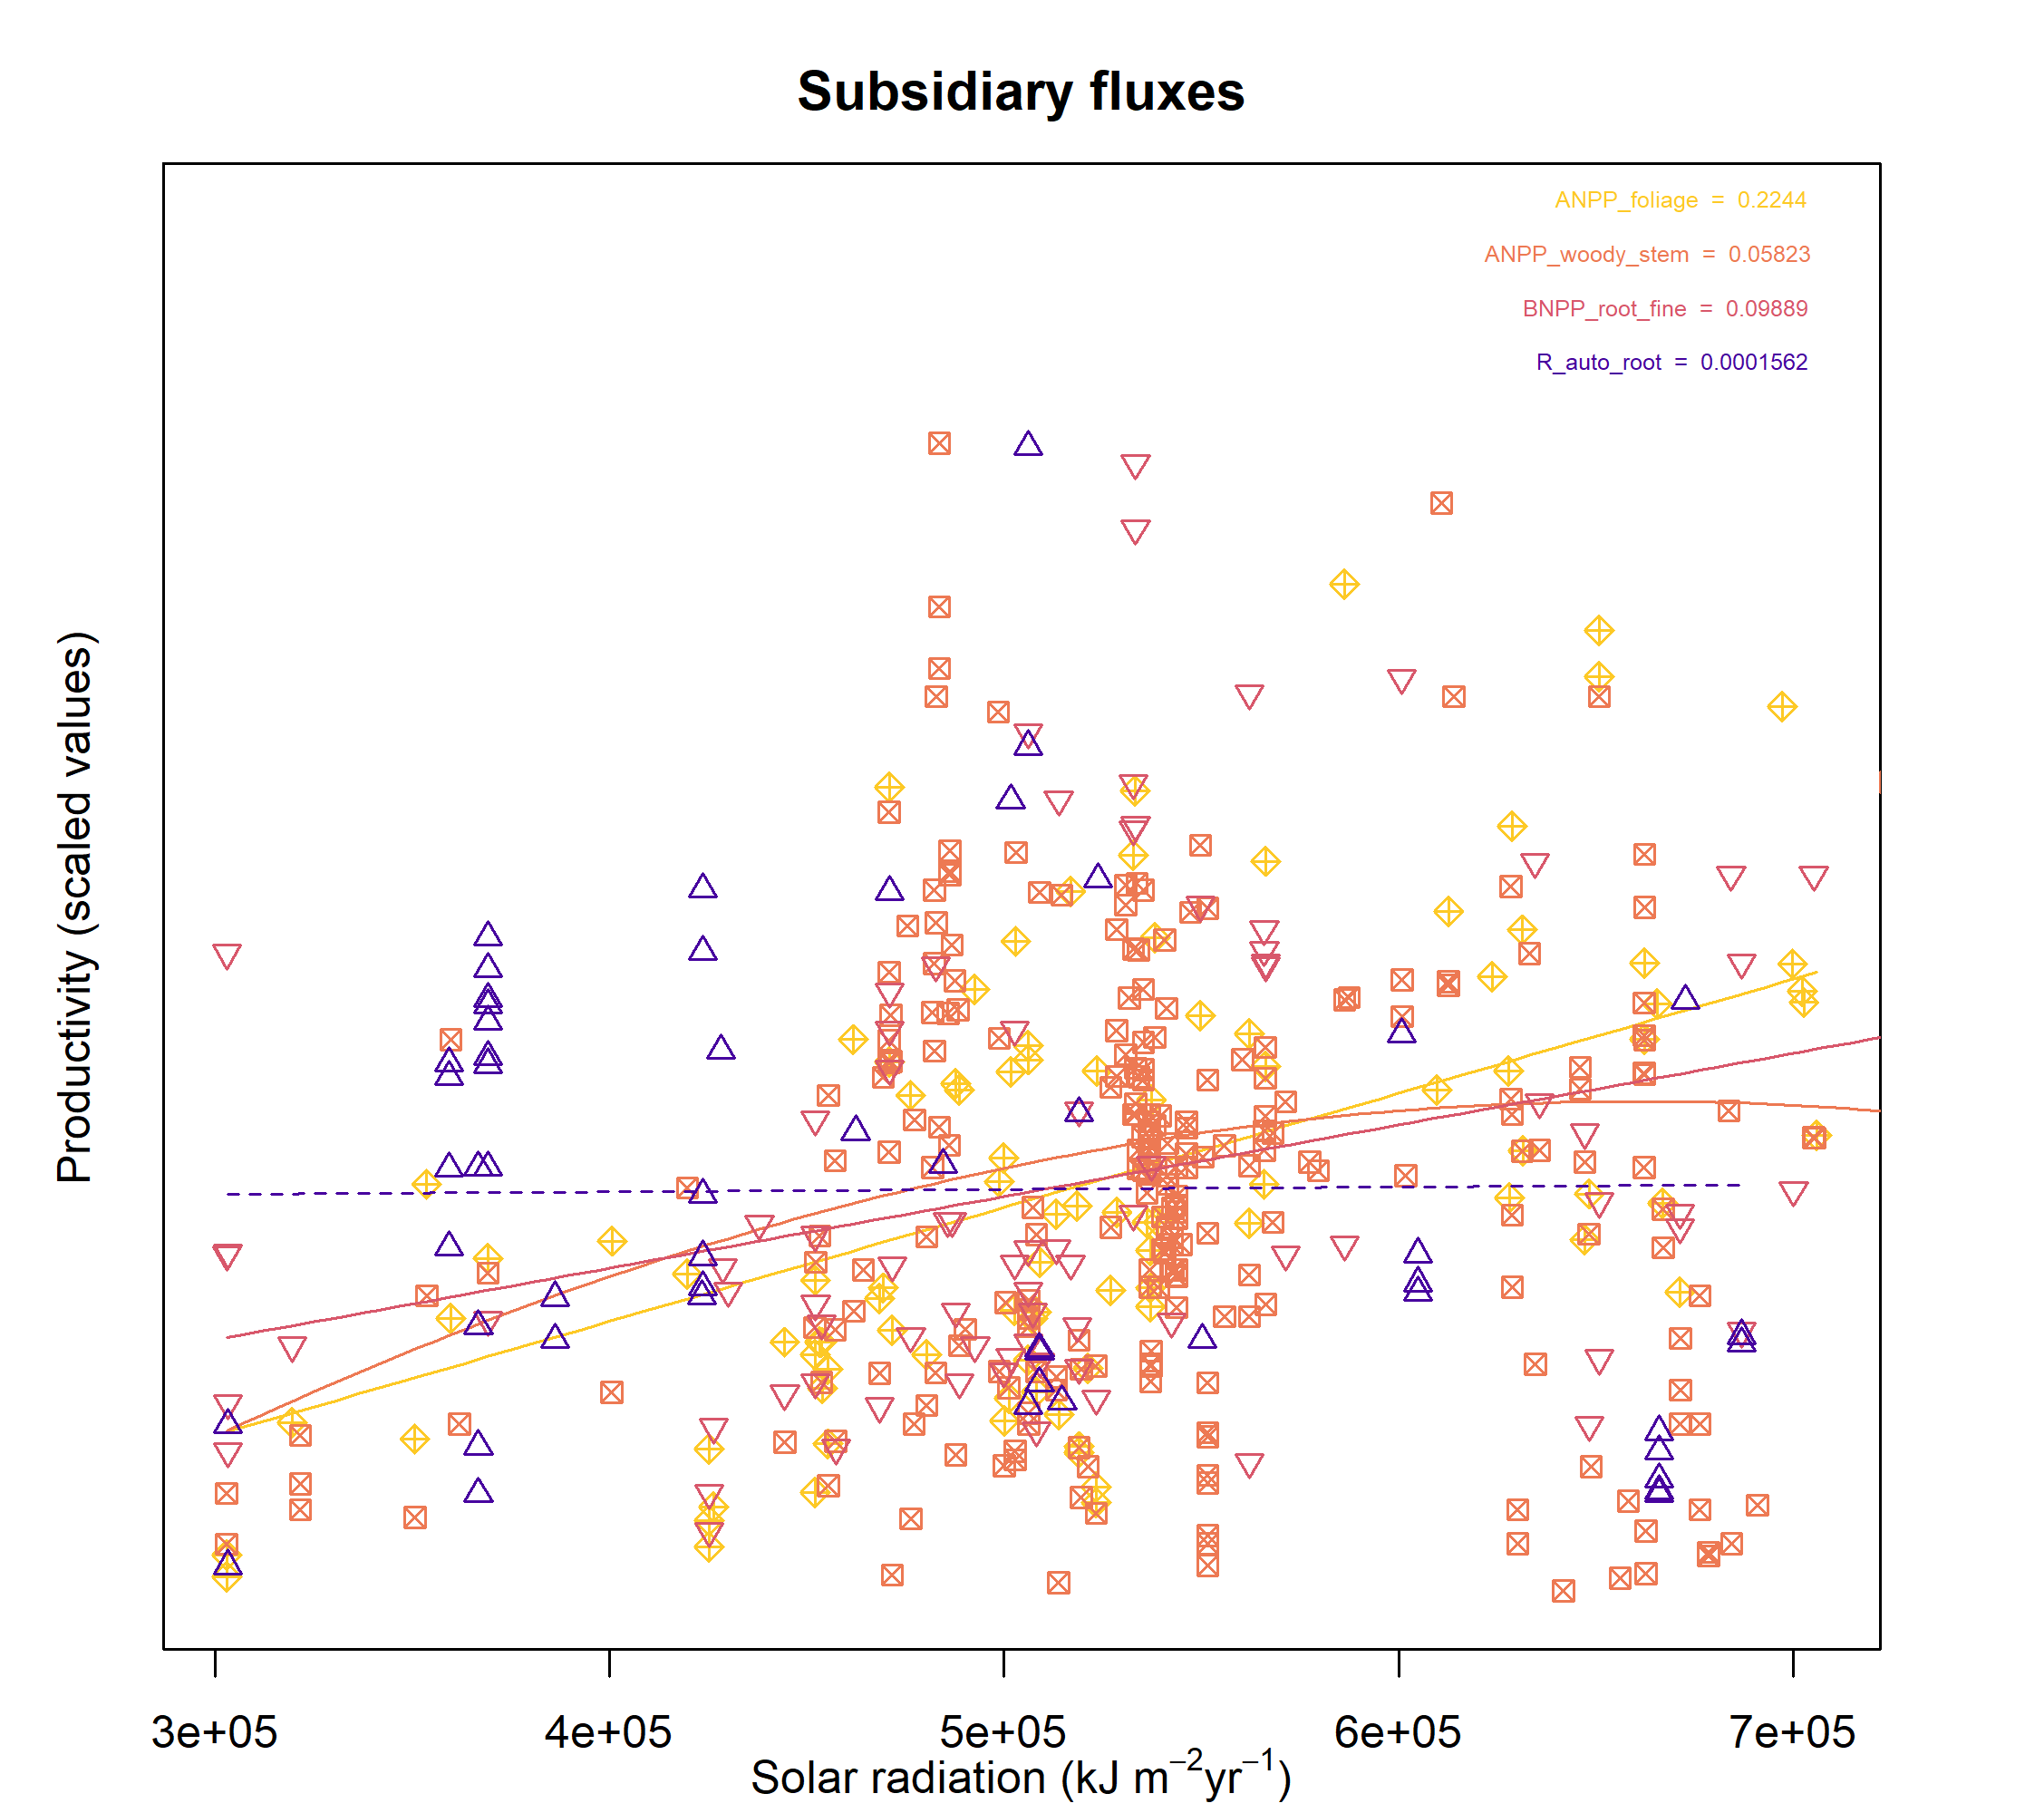 Subsidiary fluxes
ANPP_foliage = 0.2244
ANPP_woody_stem = 0.05823
BNPP_root_fine = 0.09889
R_auto_root = 0.0001562
Productivity (scaled values)
3e+05 4e+05 5e+05 6e+05 7e+05
Solar radiation (kJ m⁻²yr⁻¹)